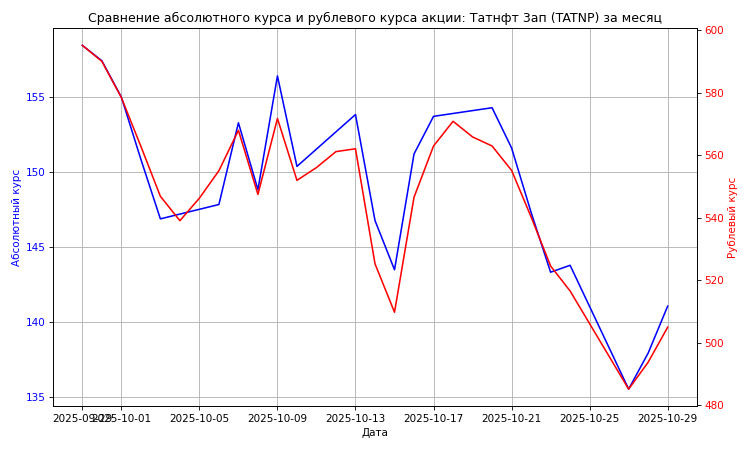 Сравнение абсолютного курса и рублевого курса акции: Татнфт 3ап (TATNP) за месяц
600
580
560
540
520
500
480
155
150
145
140
135
Абсолютный курс
Рублевый курс
2025-10-01 2025-10-05 2025-10-09 2025-10-13 2025-10-17 2025-10-21 2025-10-25 2025-10-29
Дата